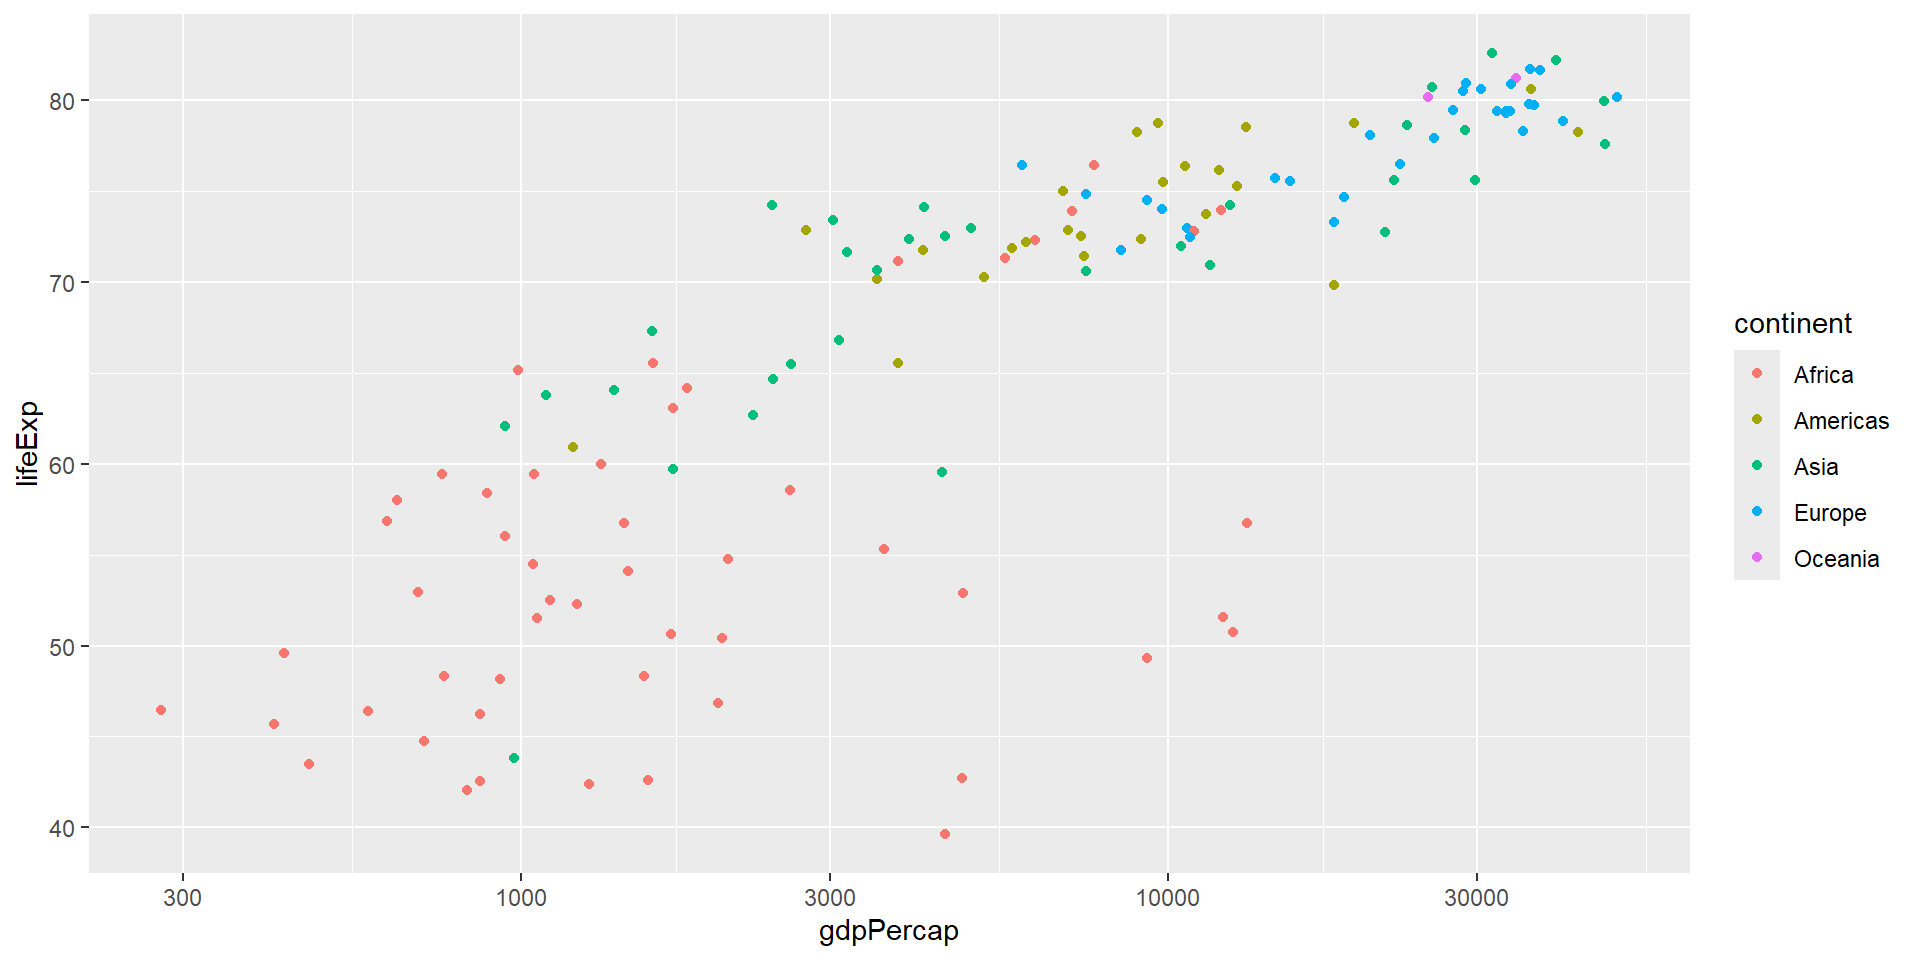 80
70
60
50
40
lifeExp
300
1000
3000
10000
30000
gdpPercap
continent
Africa
Americas
Asia
Europe
Oceania